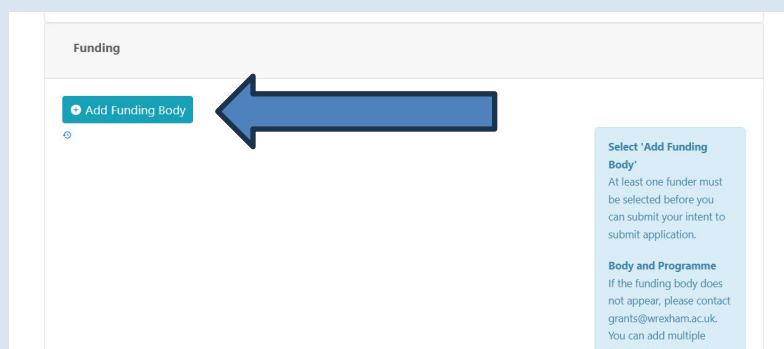 Funding
Add Funding Body
Select 'Add Funding
Body'
At least one funder must
be selected before you
can submit your intent to
submit application.
Body and Programme
If the funding body does
not appear, please contact
grants@wrexham.ac.uk.
You can add multiple